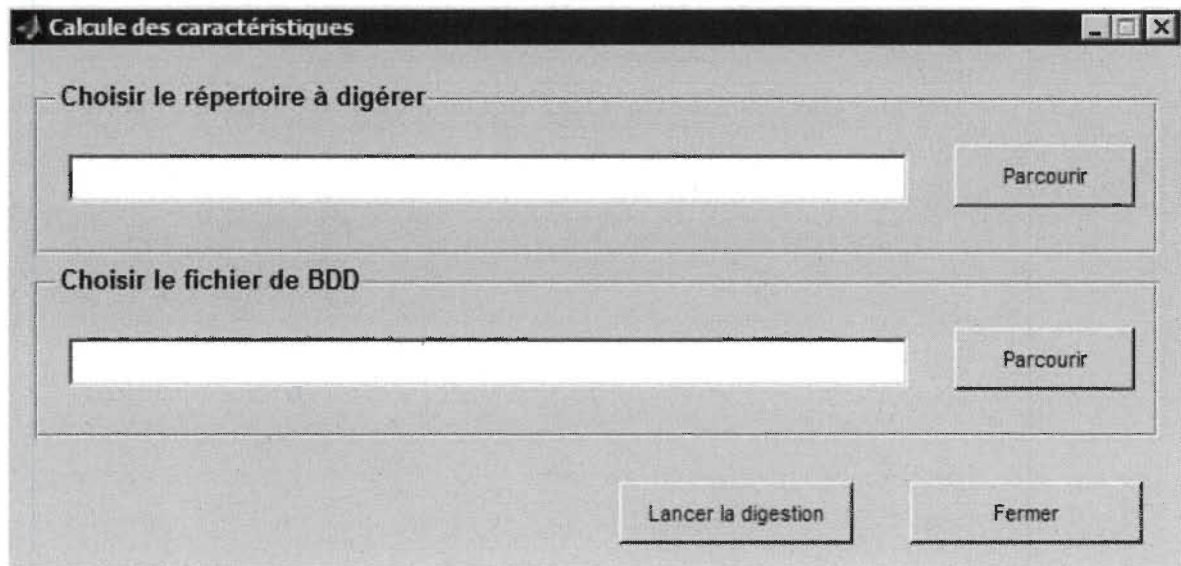 Calcule des caractéristiques
Choisir le répertoire à digérer
Parcourir
Choisir le fichier de BDD
Parcourir
Lancer la digestion
Fermer